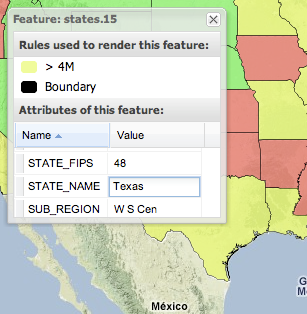 Feature: states.15
Rules used to render this feature:
> 4M
Boundary
Attributes of this feature:
Name Value
STATE_FIPS 48
STATE_NAME Texas
SUB_REGION W S Cen
México
G
Me